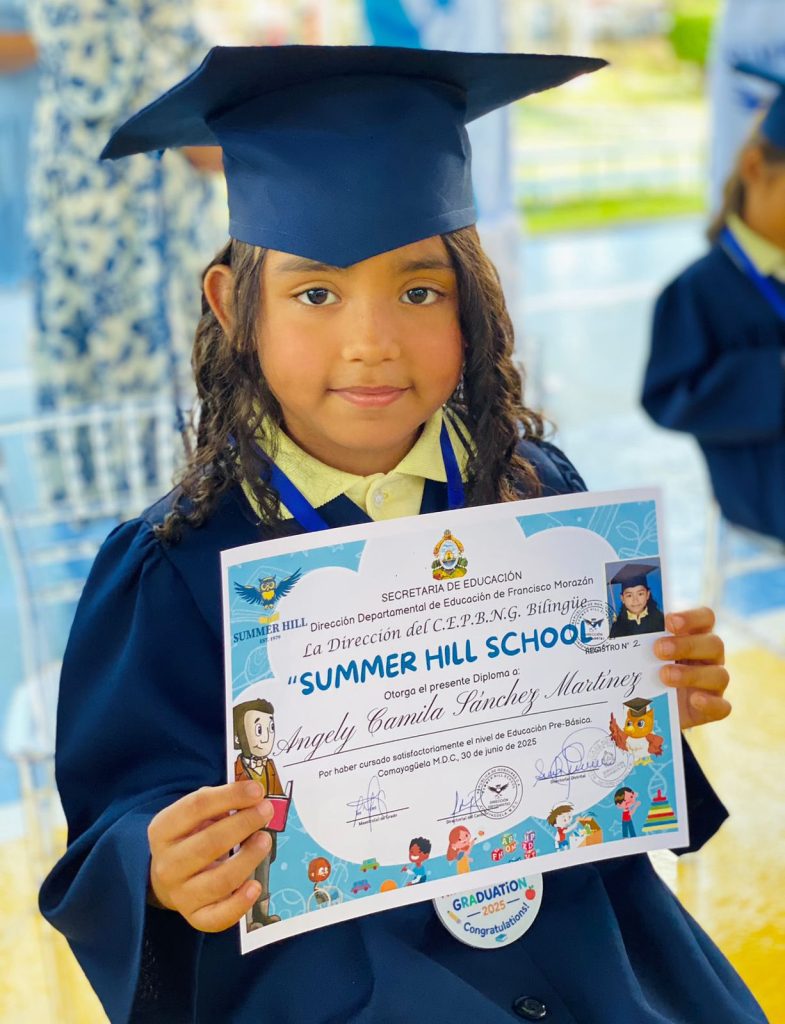 SECRETARIA DE EDUCACIÓN
Dirección Departamental de Educación de Francisco Morazán
La Dirección del C.E.P.B.N.G. Bilingüe
SUMMER HILL
EST. 1979
"SUMMER HILL SCHOOL
REGISTRO N° 2
Otorga el presente Diploma a:
Angely Camila Sánchez Martínez
Por haber cursado satisfactoriamente el nivel de Educación Pre-Básica.
Comayagüela M.D.C., 30 de junio de 2025
GRADUATiON
2025
Congratulations!